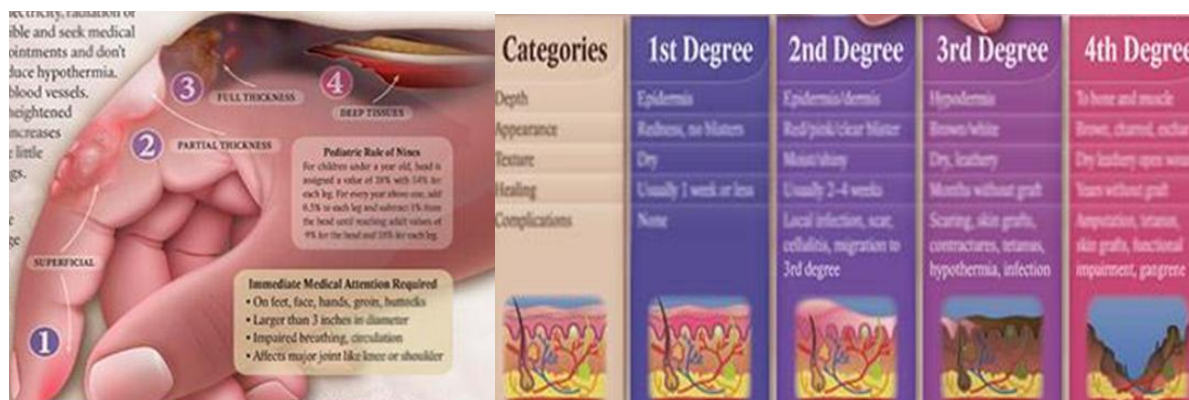 lectricity, radiation or
ible and seek medical
ointments and don't
duce hypothermia.
blood vessels.
heightened
increases
little
gs.
3
FULL THICKNESS
4
DEEP TISSUES
2
PARTIAL THICKNESS
Pediatric Rule of Nines
For children under a year old, head is
assigned a value of 18% with 14% for
each leg. For every year above one, add
0.5% to each leg and subtract 1% from
the head until reaching adult values of
9% for the head and 18% for each leg.
SUPERFICIAL
Immediate Medical Attention Required
• On feet, face, hands, groin, buttocks
• Larger than 3 inches in diameter
• Impaired breathing, circulation
• Affects major joint like knee or shoulder
1
Categories 1st Degree 2nd Degree 3rd Degree 4th Degree
Depth Epidermis Epidermis/dermis Hypodermis To bone and muscle
Appearance Redness, no blisters Red/pink/clear blister Brown/white Brown, charred,
Texture Dry Moist/shiny Dry, leathery Dry leathery open
Healing Usually 1 week or less Usually 2-4 weeks Months without graft Years without graft
Complications None Local infection, scar, Scaring, skin grafts, Amputation, tetanus,
cellulitis, migration to contractures, tetanus, skin grafts, functional
3rd degree hypothermia, infection impairment, gangrene